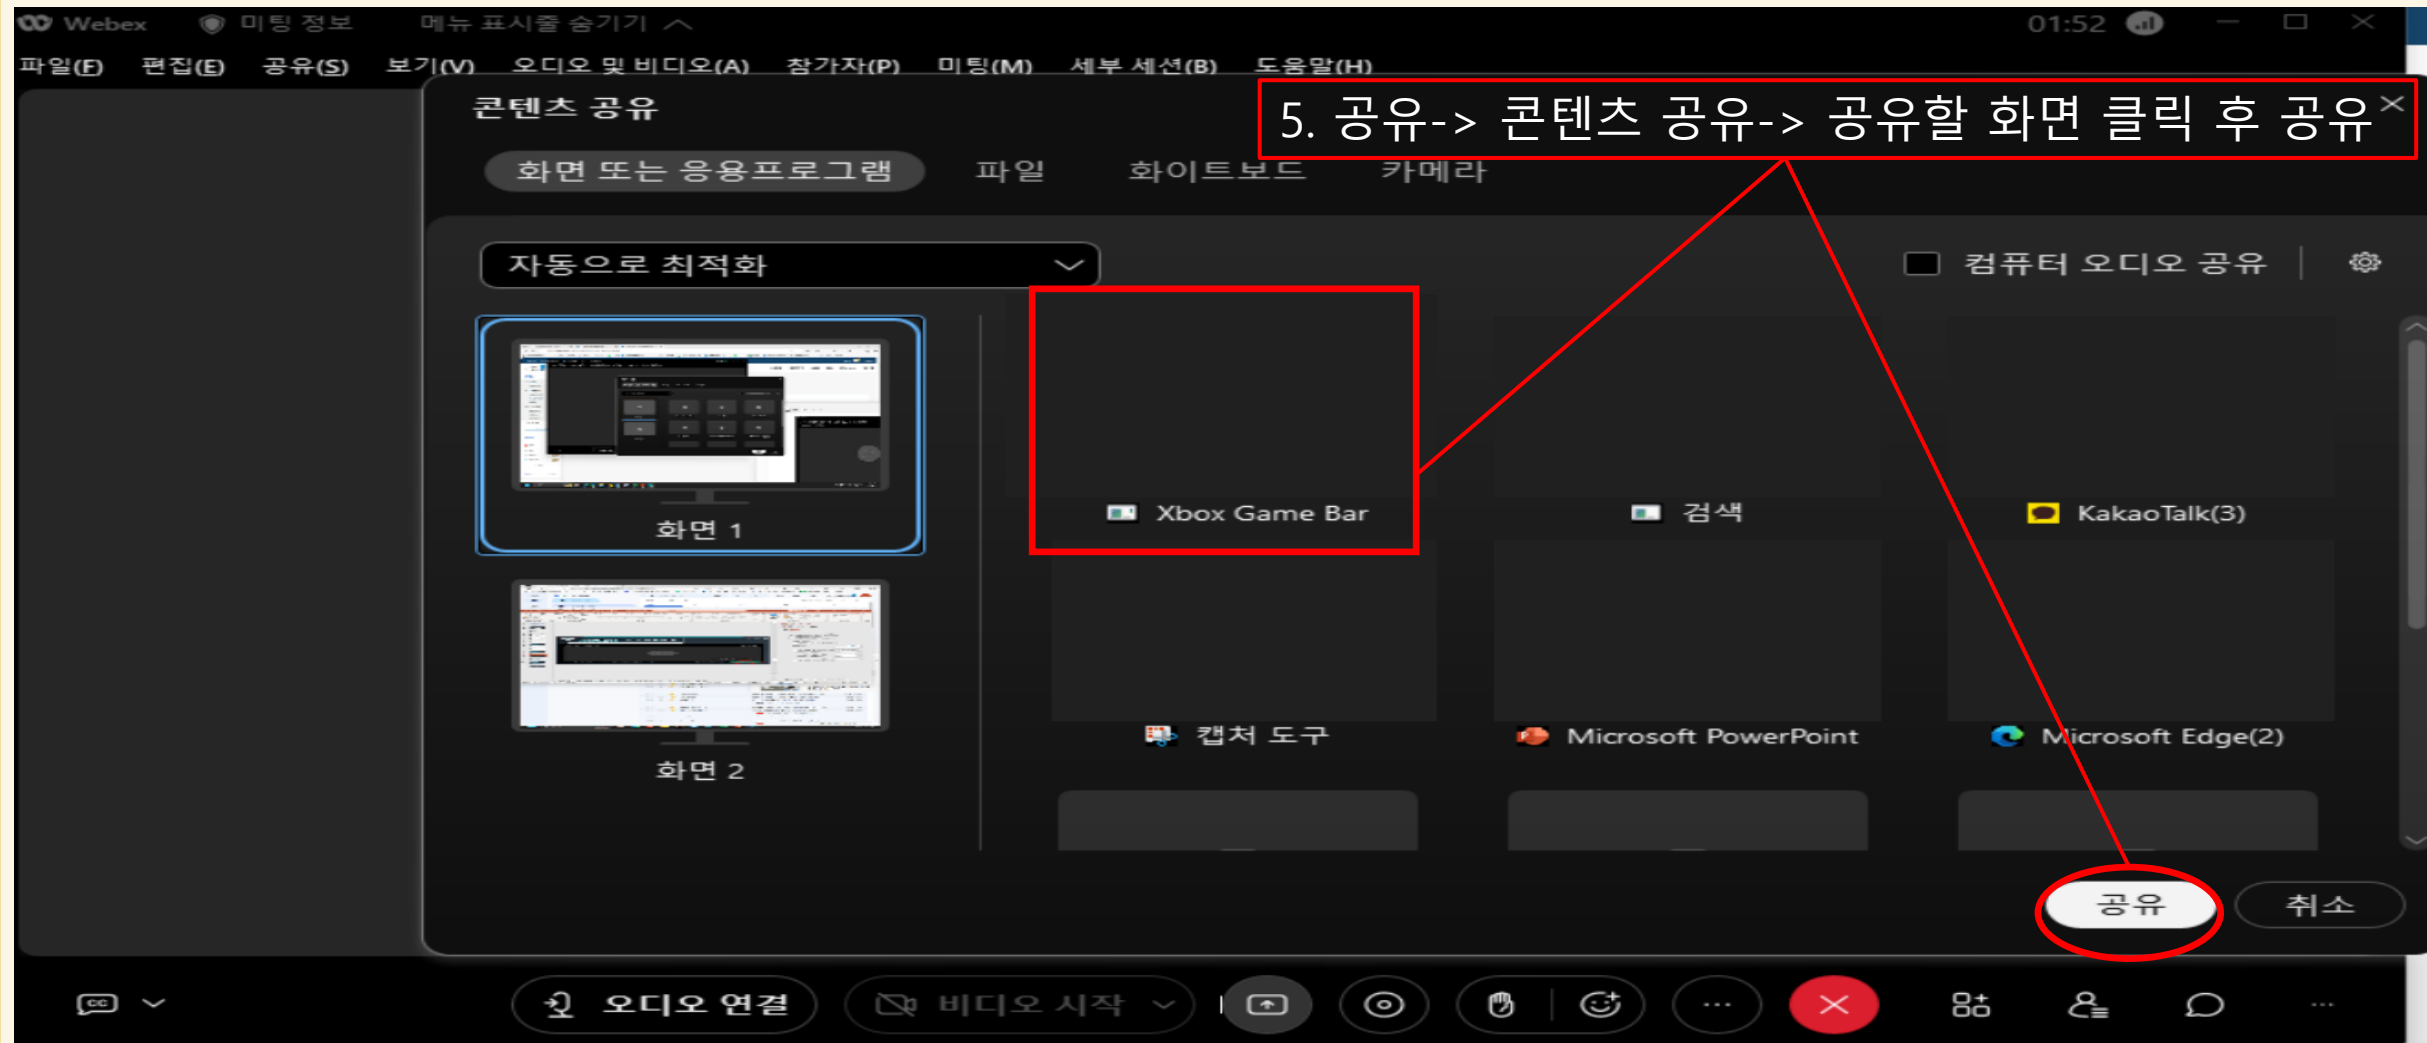 Webex 미팅 정보 메뉴 표시줄 숨기기 01:52
파일(F) 편집(E) 공유(S) 보기(V) 오디오 및 비디오(A) 참가자(P) 미팅(M) 세부 세션(B) 도움말(H)
콘텐츠 공유
5. 공유-> 콘텐츠 공유-> 공유할 화면 클릭 후 공유
화면 또는 응용프로그램 파일 화이트보드 카메라
자동으로 최적화
컴퓨터 오디오 공유
화면 1
Xbox Game Bar
검색
KakaoTalk(3)
화면 2
캡처 도구
Microsoft PowerPoint
Microsoft Edge(2)
공유 취소
CC
오디오 연결
비디오 시작